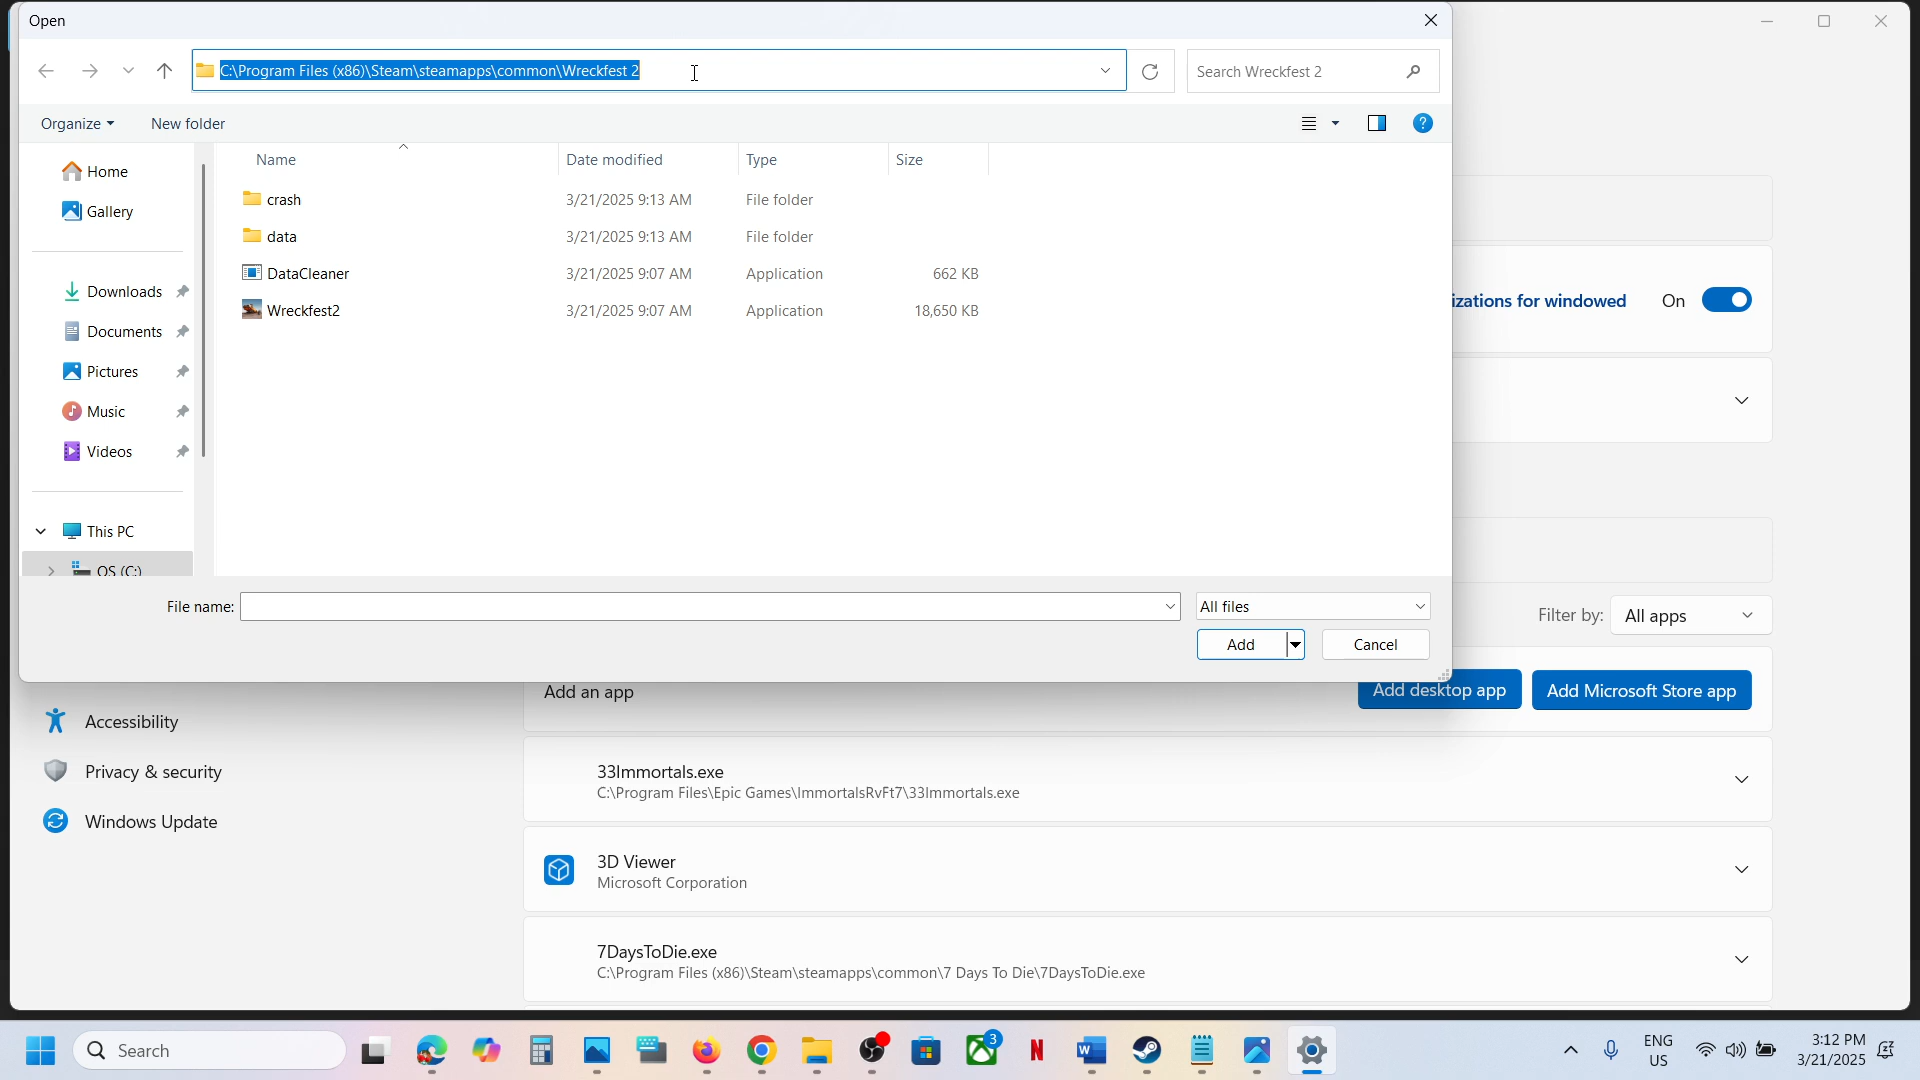 Open
C:\Program Files (x86)\Steam\steamapps\common\Wreckfest 2
Search Wreckfest 2
Organize
New folder
Name
Date modified
Type
Size
Home
Gallery
Downloads
Documents
Pictures
Music
Videos
This PC
OS (C:)
crash 3/21/2025 9:13 AM File folder
data 3/21/2025 9:13 AM File folder
DataCleaner 3/21/2025 9:07 AM Application 662 KB
Wreckfest2 3/21/2025 9:07 AM Application 18,650 KB
File name:
All files
Add
Cancel
izations for windowed
On
Filter by:
All apps
Add an app
Add desktop app
Add Microsoft Store app
Accessibility
Privacy & security
Windows Update
33Immortals.exe
C:\Program Files\Epic Games\ImmortalsRvFt7\33Immortals.exe
3D Viewer
Microsoft Corporation
7DaysToDie.exe
C:\Program Files (x86)\Steam\steamapps\common\7 Days To Die\7DaysToDie.exe
Search
3
ENG
US
3:12 PM
3/21/2025